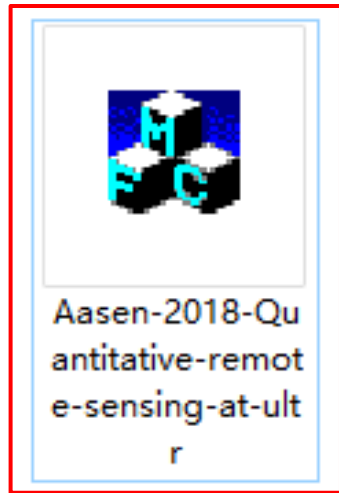 M
F C
Aasen-2018-Qu
antitative-remot
e-sensing-at-ult
r